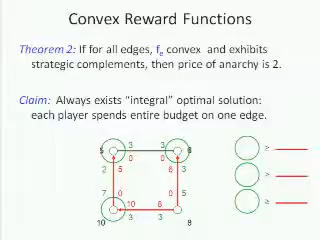 Convex Reward Functions
Theorem 2: If for all edges, fe convex and exhibits
strategic complements, then price of anarchy is 2.
Claim: Always exists “integral” optimal solution:
each player spends entire budget on one edge.
5 3 3 6
0 0
2 5 6 3
7 0 0 5
10 6
10 3 3 8
≥
≥
≥